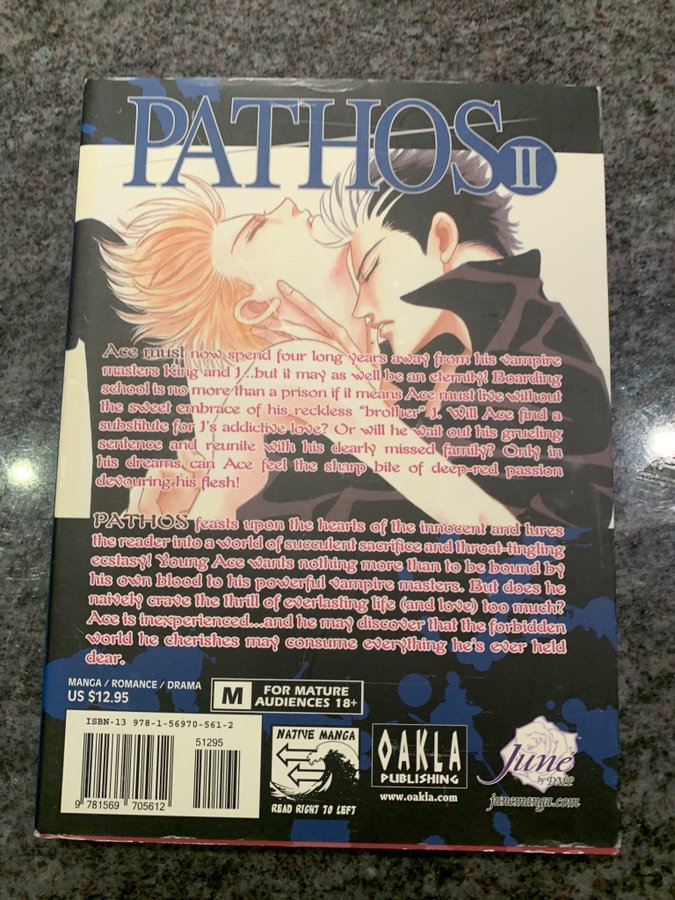 PATHOS II
Ace must now spend four long years away from his vampire
masters King and J...but it may as well be an eternity! Boarding
school is no more than a prison if it means Ace must live without
the sweet embrace of his reckless "brother" J. Will Ace find a
substitute for J's addictive love? Or will he wait out his grueling
sentence and reunite with his dearly missed family? Only in
his dreams can Ace feel the sharp bite of deep-red passion
devouring his flesh!
PATHOS feasts upon the hearts of the innocent and lures
the reader into a world of succulent sacrifice and throat-tingling
ecstasy! Young Ace wants nothing more than to be bound by
his own blood to his powerful vampire masters. But does he
naively crave the thrill of everlasting life (and love) too much?
Ace is inexperienced...and he may discover that the forbidden
world he cherishes may consume everything he's ever held
dear.
MANGA / ROMANCE / DRAMA
US $12.95
M FOR MATURE
AUDIENCES 18+
ISBN-13 978-1-56970-561-2
51295
9 781569 705612
NATIVE MANGA
READ RIGHT TO LEFT
OAKLA
PUBLISHING
www.oakla.com
Juné
by DMP
junemanga.com